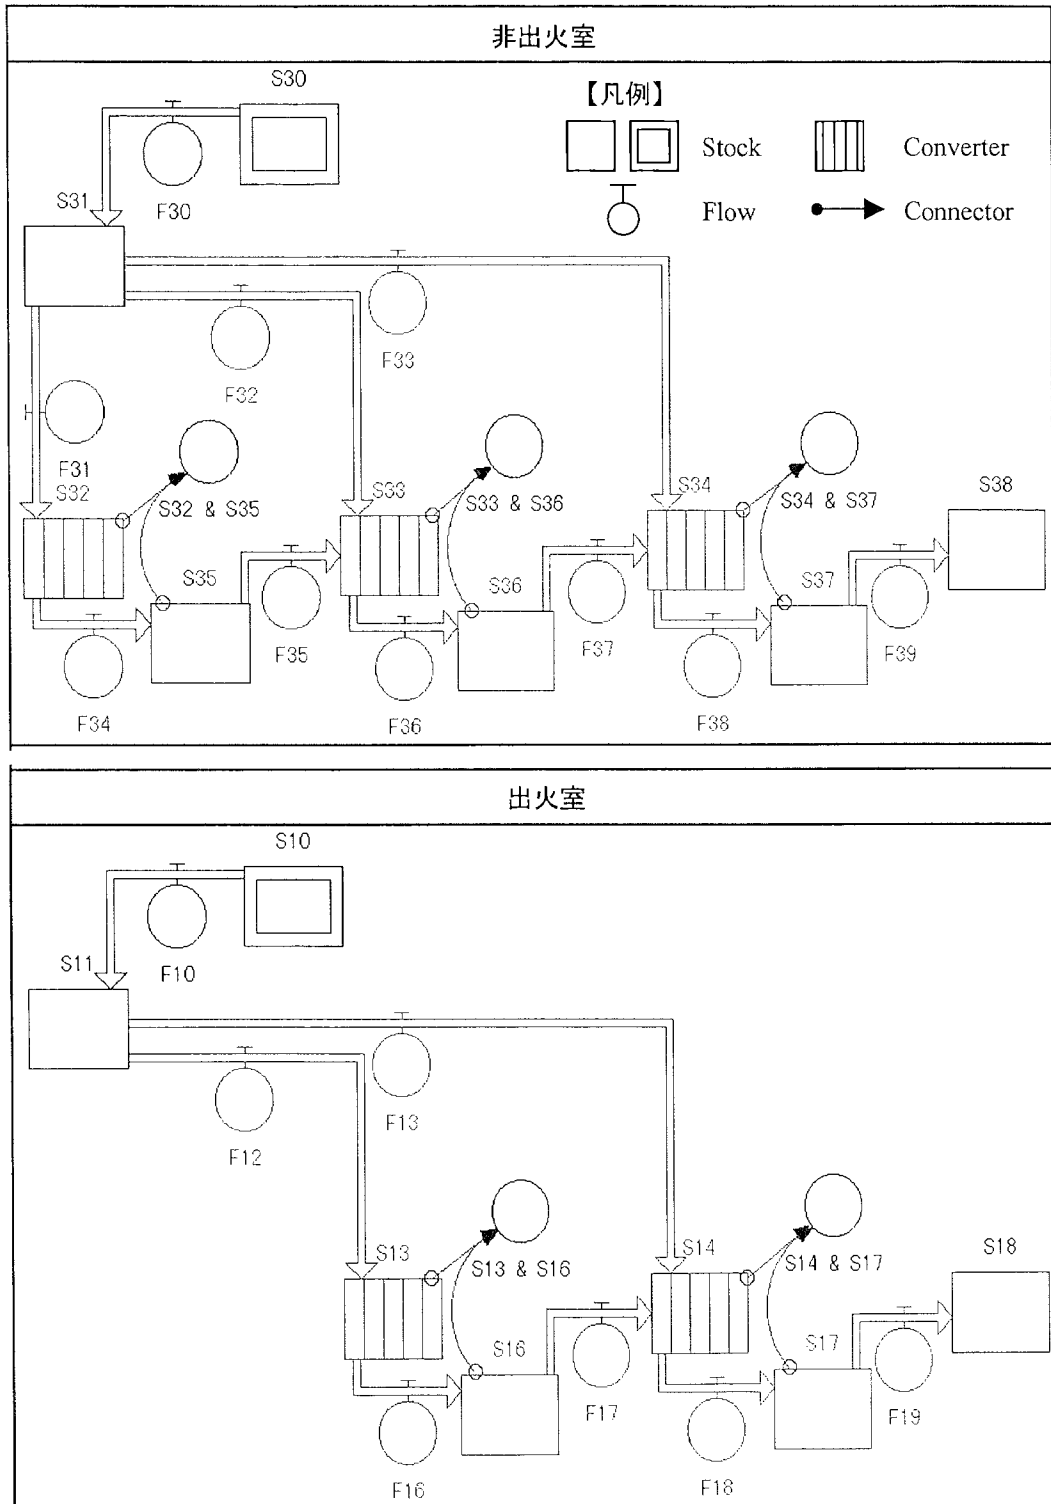 非出火室
S30
【凡例】
Stock
Converter
Flow
Connector
F30
S31
F33
F32
F31
S32
S32 & S35
S33
S33 & S36
S34
S34 & S37
S38
S35
F35
S36
F37
S37
F39
F34
F36
F38
出火室
S10
F10
S11
F13
F12
S13
S13 & S16
S14
S14 & S17
S18
S16
F17
S17
F19
F16
F18